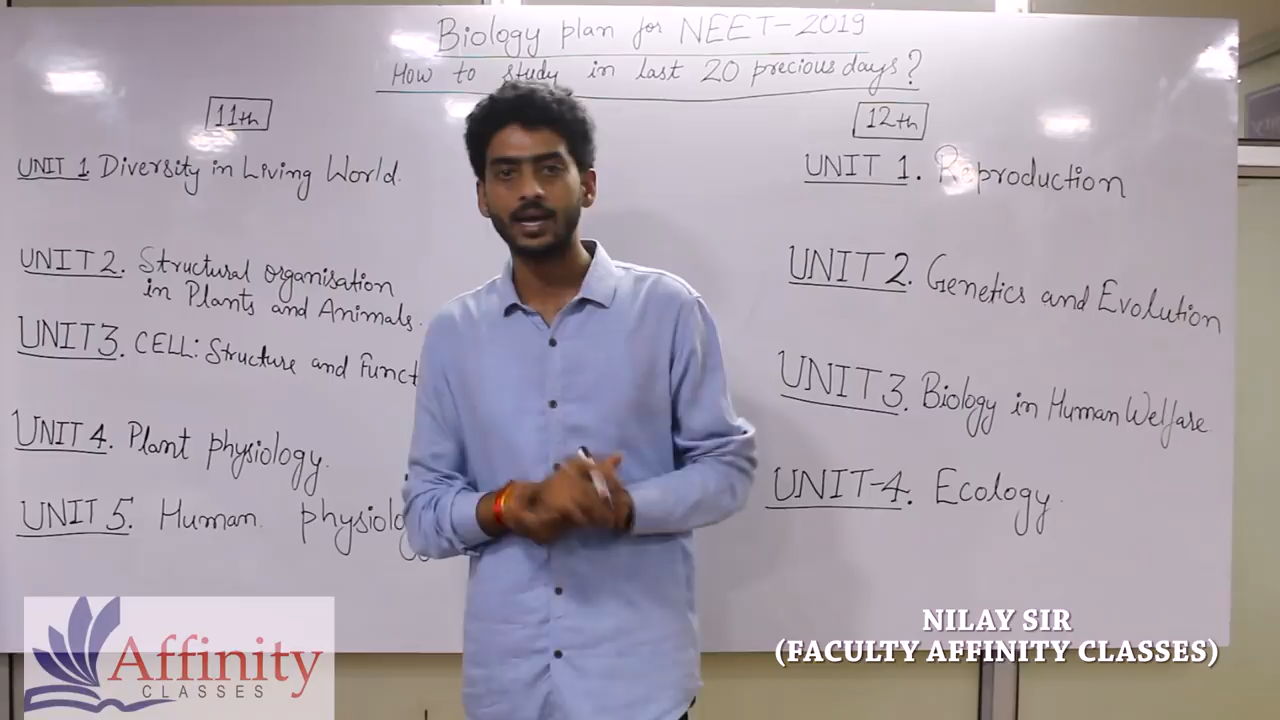 Biology plan for NEET-2019
How to study in last 20 precious days?
11th
UNIT 1 Diversity in Living World.
UNIT 2. Structural organisation
in Plants and Animals.
UNIT 3. CELL: Structure and Funct
UNIT 4. Plant physiology.
UNIT 5. Human physiolog
12th
UNIT 1. Reproduction
UNIT 2. Genetics and Evolution
UNIT 3. Biology in Human Welfare
UNIT-4. Ecology.
Affinity
CLASSES
NILAY SIR
(FACULTY AFFINITY CLASSES)